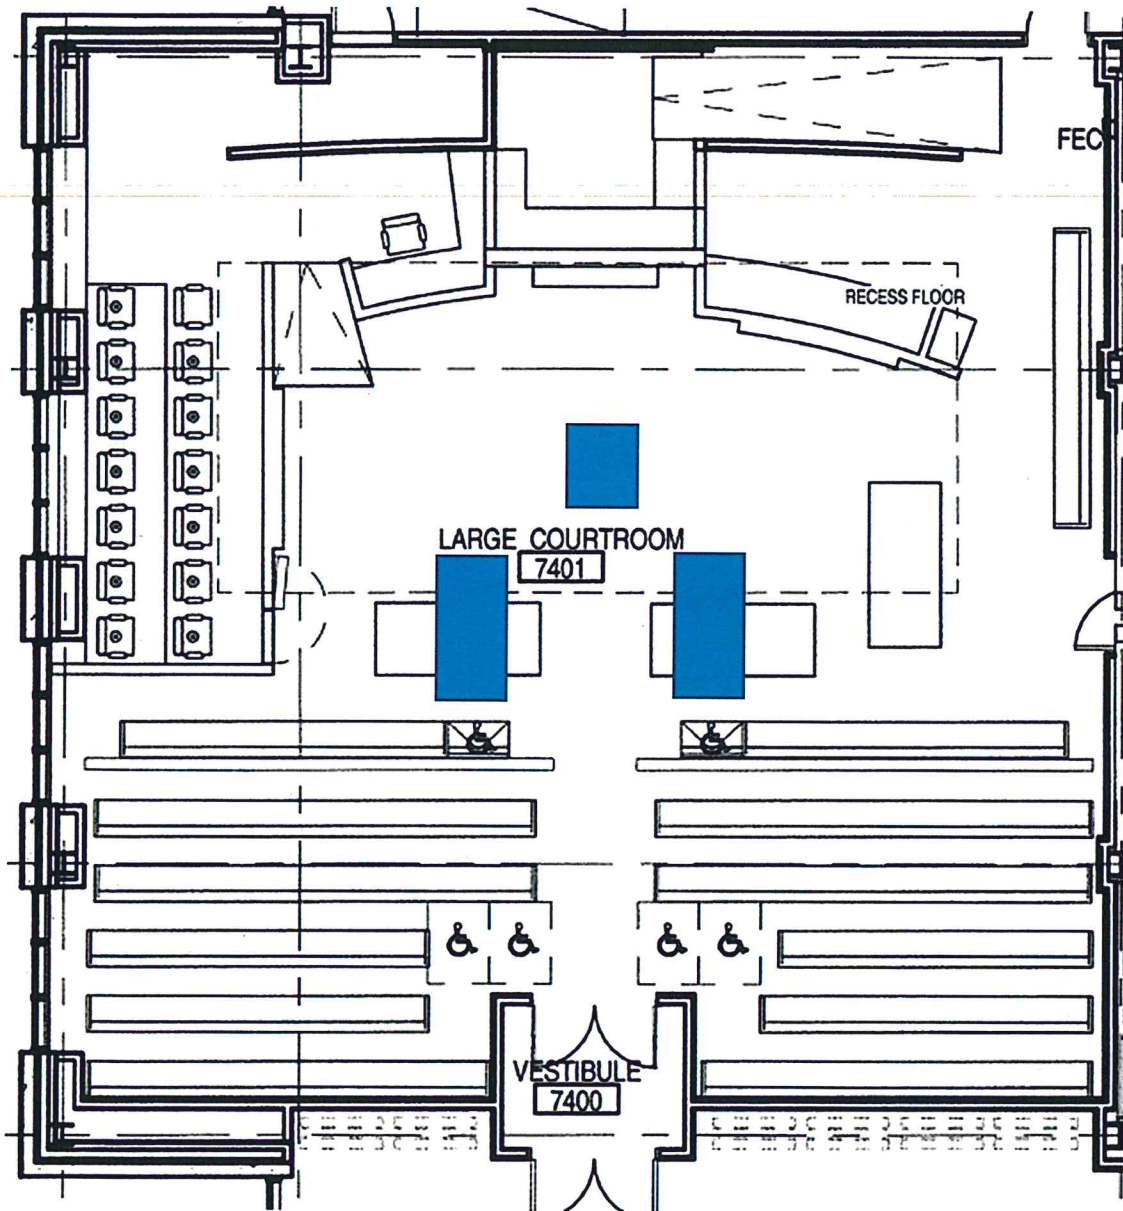 FEC
RECESS FLOOR
LARGE COURTROOM
7401
VESTIBULE
7400